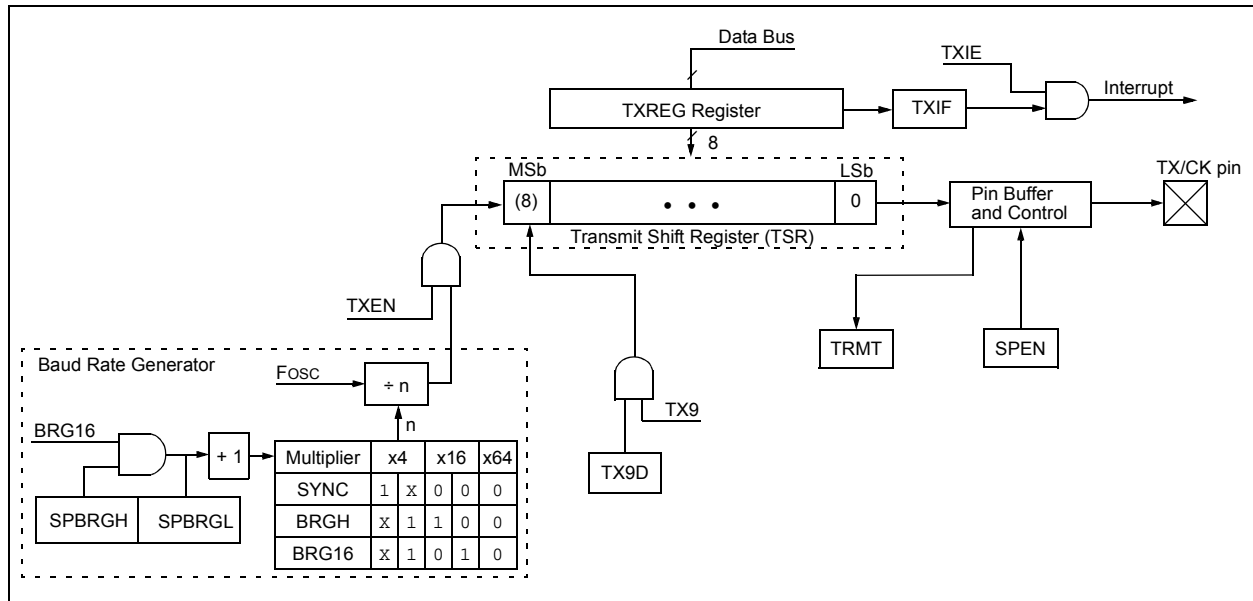 Data Bus
TXIE
Interrupt
TXREG Register
TXIF
8
MSb
LSb
TX/CK pin
(8)
• • •
0
Pin Buffer
and Control
Transmit Shift Register (TSR)
TXEN
TRMT
SPEN
Baud Rate Generator
FOSC
÷ n
TX9
n
BRG16
+ 1
Multiplier x4 x16 x64
TX9D
SYNC 1 X 0 0 0
SPBRGH SPBRGL
BRGH X 1 1 0 0
BRG16 X 1 0 1 0